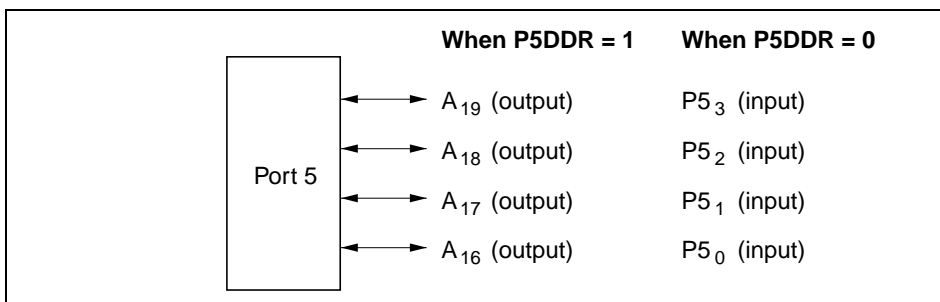 When P5DDR = 1 When P5DDR = 0
A19 (output) P53 (input)
A18 (output) P52 (input)
Port 5
A17 (output) P51 (input)
A16 (output) P50 (input)